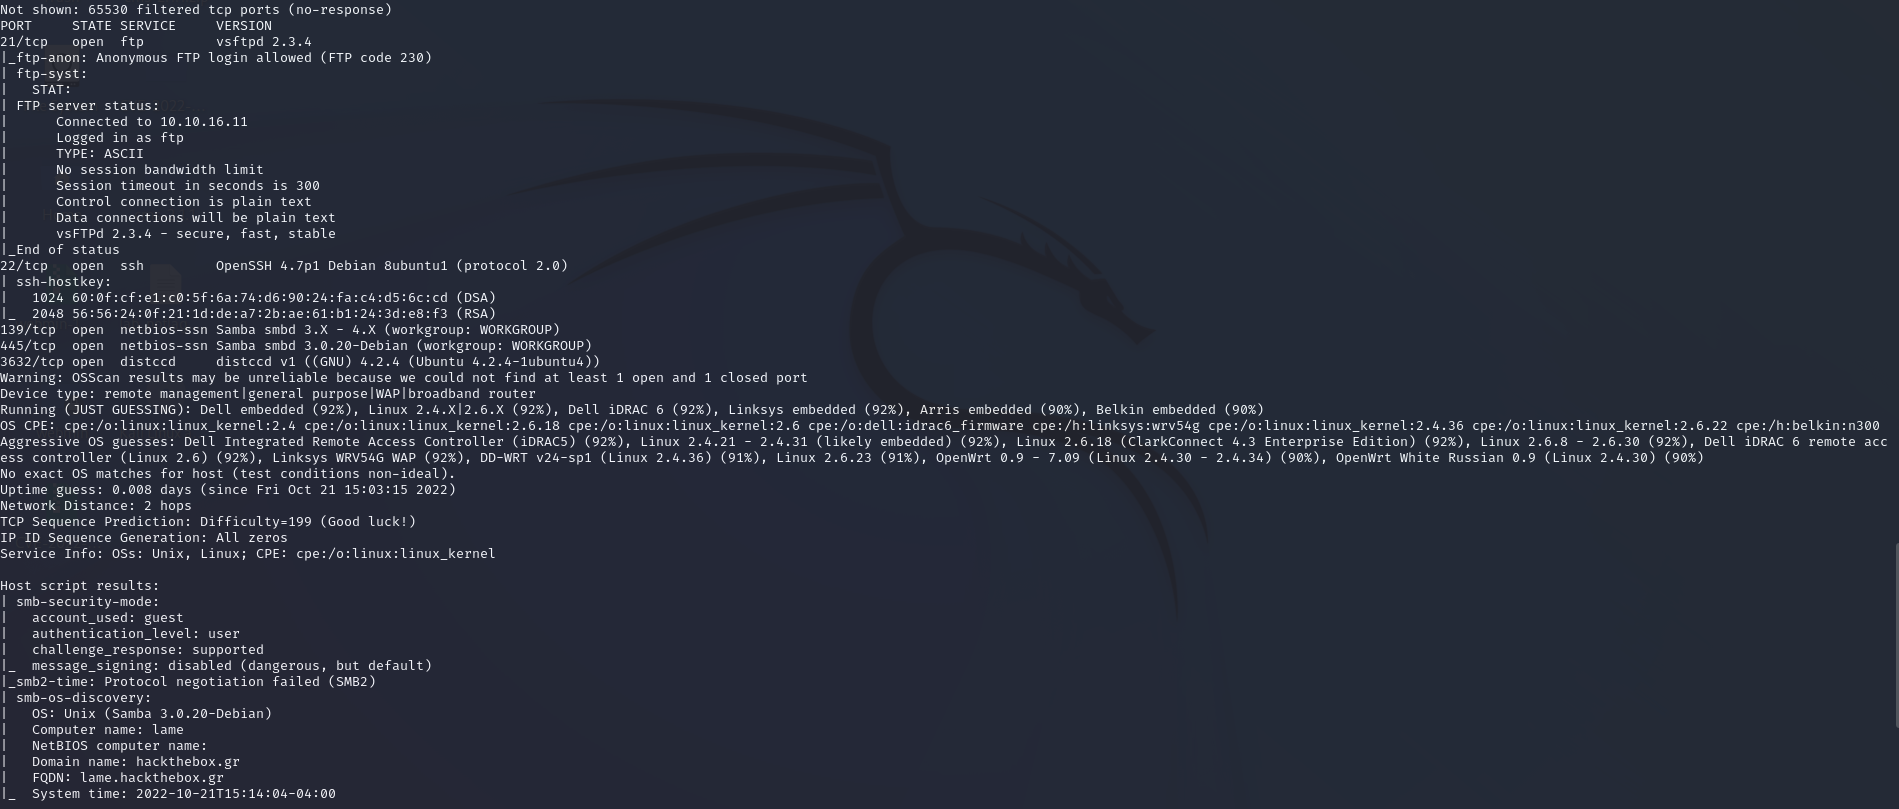 Not shown: 65530 filtered tcp ports (no-response)
PORT     STATE SERVICE     VERSION
21/tcp   open  ftp         vsftpd 2.3.4
|_ftp-anon: Anonymous FTP login allowed (FTP code 230)
| ftp-syst:
|   STAT:
| FTP server status:
|      Connected to 10.10.16.11
|      Logged in as ftp
|      TYPE: ASCII
|      No session bandwidth limit
|      Session timeout in seconds is 300
|      Control connection is plain text
|      Data connections will be plain text
|      vsFTPd 2.3.4 - secure, fast, stable
|_End of status
22/tcp   open  ssh         OpenSSH 4.7p1 Debian 8ubuntu1 (protocol 2.0)
| ssh-hostkey:
|   1024 60:0f:cf:e1:c0:5f:6a:74:d6:90:24:fa:c4:d5:6c:cd (DSA)
|_  2048 56:56:24:0f:21:1d:de:a7:2b:ae:61:b1:24:3d:e8:f3 (RSA)
139/tcp  open  netbios-ssn Samba smbd 3.X - 4.X (workgroup: WORKGROUP)
445/tcp  open  netbios-ssn Samba smbd 3.0.20-Debian (workgroup: WORKGROUP)
3632/tcp open  distccd     distccd v1 ((GNU) 4.2.4 (Ubuntu 4.2.4-1ubuntu4))
Warning: OSScan results may be unreliable because we could not find at least 1 open and 1 closed port
Device type: remote management|general purpose|WAP|broadband router
Running (JUST GUESSING): Dell embedded (92%), Linux 2.4.X|2.6.X (92%), Dell iDRAC 6 (92%), Linksys embedded (92%), Arris embedded (90%), Belkin embedded (90%)
OS CPE: cpe:/o:linux:linux_kernel:2.4 cpe:/o:linux:linux_kernel:2.6.18 cpe:/o:linux:linux_kernel:2.6 cpe:/o:dell:idrac6_firmware cpe:/h:linksys:wrv54g cpe:/o:linux:linux_kernel:2.4.36 cpe:/o:linux:linux_kernel:2.6.22 cpe:/h:belkin:n300
Aggressive OS guesses: Dell Integrated Remote Access Controller (iDRAC5) (92%), Linux 2.4.21 - 2.4.31 (likely embedded) (92%), Linux 2.6.18 (ClarkConnect 4.3 Enterprise Edition) (92%), Linux 2.6.8 - 2.6.30 (92%), Dell iDRAC 6 remote acc
ess controller (Linux 2.6) (92%), Linksys WRV54G WAP (92%), DD-WRT v24-sp1 (Linux 2.4.36) (91%), Linux 2.6.23 (91%), OpenWrt 0.9 - 7.09 (Linux 2.4.30 - 2.4.34) (90%), OpenWrt White Russian 0.9 (Linux 2.4.30) (90%)
No exact OS matches for host (test conditions non-ideal).
Uptime guess: 0.008 days (since Fri Oct 21 15:03:15 2022)
Network Distance: 2 hops
TCP Sequence Prediction: Difficulty=199 (Good luck!)
IP ID Sequence Generation: All zeros
Service Info: OSs: Unix, Linux; CPE: cpe:/o:linux:linux_kernel
Host script results:
| smb-security-mode:
|   account_used: guest
|   authentication_level: user
|   challenge_response: supported
|_  message_signing: disabled (dangerous, but default)
|_smb2-time: Protocol negotiation failed (SMB2)
| smb-os-discovery:
|   OS: Unix (Samba 3.0.20-Debian)
|   Computer name: lame
|   NetBIOS computer name:
|   Domain name: hackthebox.gr
|   FQDN: lame.hackthebox.gr
|_  System time: 2022-10-21T15:14:04-04:00